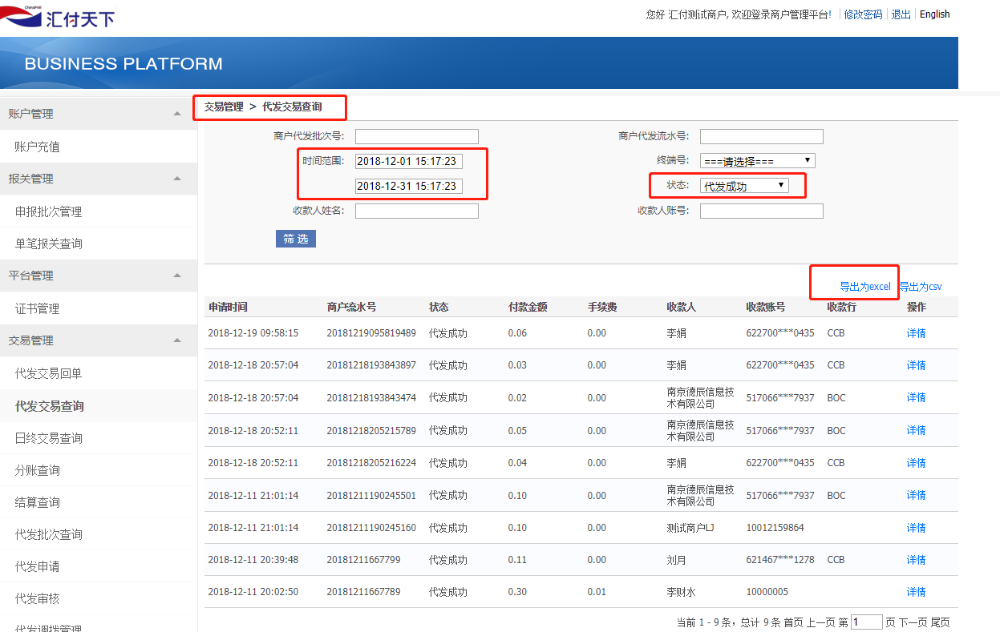 ChinaPnR
汇付天下
您好 汇付测试商户, 欢迎登录商户管理平台! 修改密码 退出 English
BUSINESS PLATFORM
账户管理
账户充值
报关管理
申报批次管理
单笔报关查询
平台管理
证书管理
交易管理
代发交易回单
代发交易查询
日终交易查询
分账查询
结算查询
代发批次查询
代发申请
代发审核
代发调拨管理
交易管理 > 代发交易查询
商户代发批次号: 商户代发流水号:
时间范围: 2018-12-01 15:17:23 终端号: ===请选择===
2018-12-31 15:17:23 状态: 代发成功
收款人姓名: 收款人账号:
筛 选
导出为excel 导出为csv
申请时间 商户流水号 状态 付款金额 手续费 收款人 收款账号 收款行 操作
2018-12-19 09:58:15 20181219095819489 代发成功 0.06 0.00 李娟 622700***0435 CCB 详情
2018-12-18 20:57:04 20181218193843897 代发成功 0.03 0.00 李娟 622700***0435 CCB 详情
2018-12-18 20:57:04 20181218193843474 代发成功 0.02 0.00 南京德辰信息技术有限公司 517066***7937 BOC 详情
2018-12-18 20:52:11 20181218205215789 代发成功 0.05 0.00 南京德辰信息技术有限公司 517066***7937 BOC 详情
2018-12-18 20:52:11 20181218205216224 代发成功 0.04 0.00 李娟 622700***0435 CCB 详情
2018-12-11 21:01:14 20181211190245501 代发成功 0.10 0.00 南京德辰信息技术有限公司 517066***7937 BOC 详情
2018-12-11 21:01:14 20181211190245160 代发成功 0.10 0.00 测试商户LJ 10012159864 详情
2018-12-11 20:39:48 20181211667799 代发成功 0.11 0.00 刘月 621467***1278 CCB 详情
2018-12-11 20:02:50 20181211667789 代发成功 0.30 0.01 李财水 10000005 详情
当前 1 - 9 条，总计 9 条 首页 上一页 第 1 页 下一页 尾页